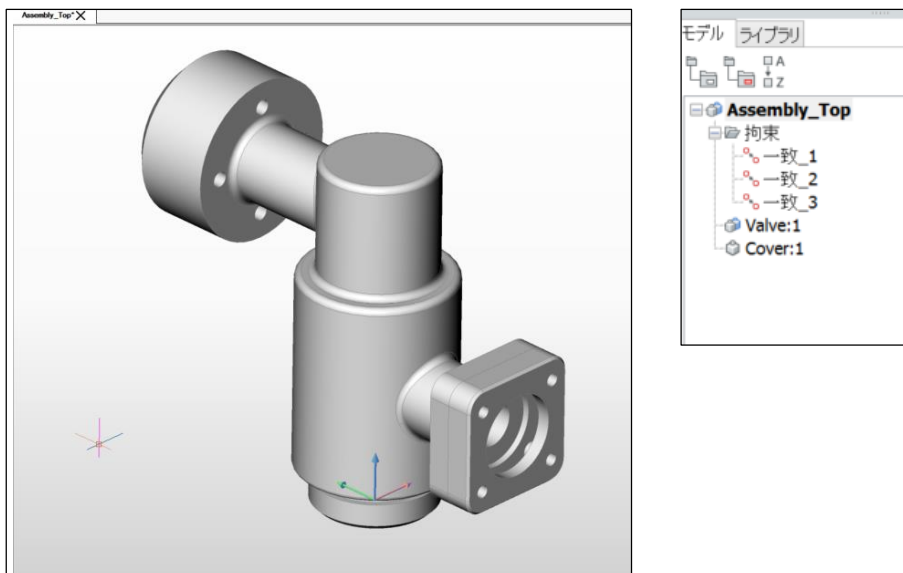 Assembly_Top*
モデル ライブラリ
A
Z
Assembly_Top
拘束
一致_1
一致_2
一致_3
Valve:1
Cover:1